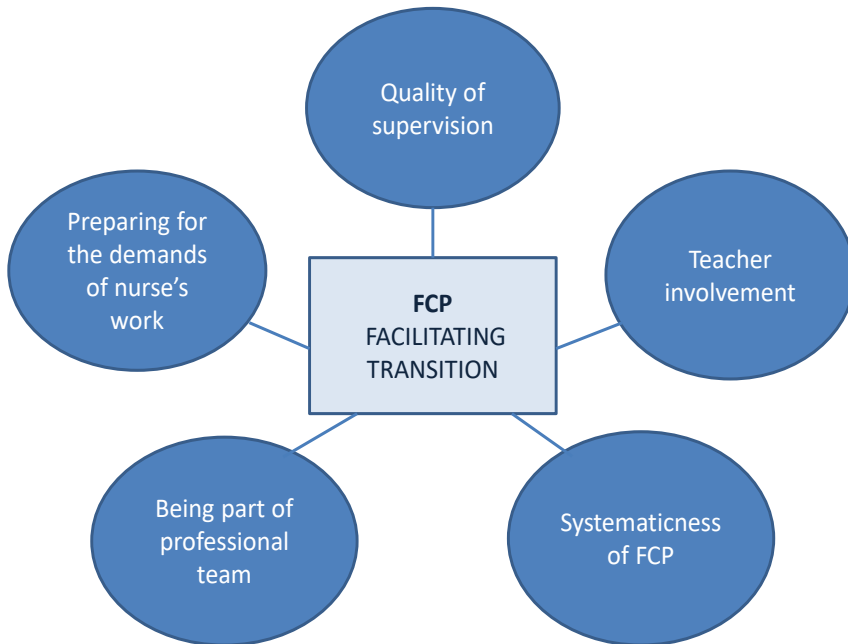 Quality of
supervision
Preparing for
the demands
of nurse’s
work
Teacher
involvement
FCP
FACILITATING
TRANSITION
Being part of
professional
team
Systematicness
of FCP